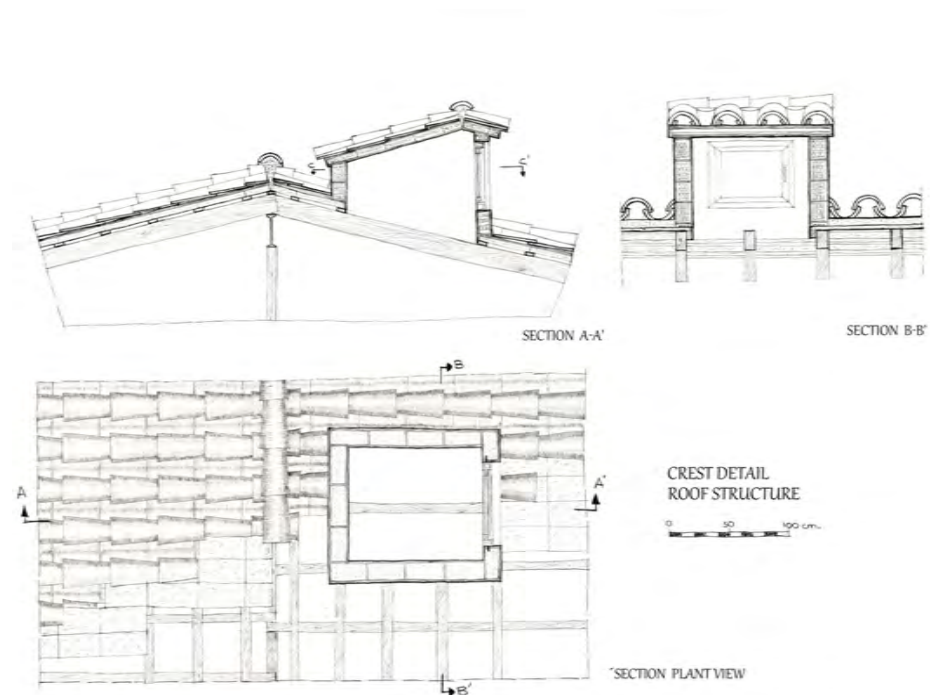 c
c'
SECTION A-A'
SECTION B-B'
B
A
A'
CREST DETAIL
ROOF STRUCTURE
0 50 100 cm.
SECTION PLANT VIEW
B'